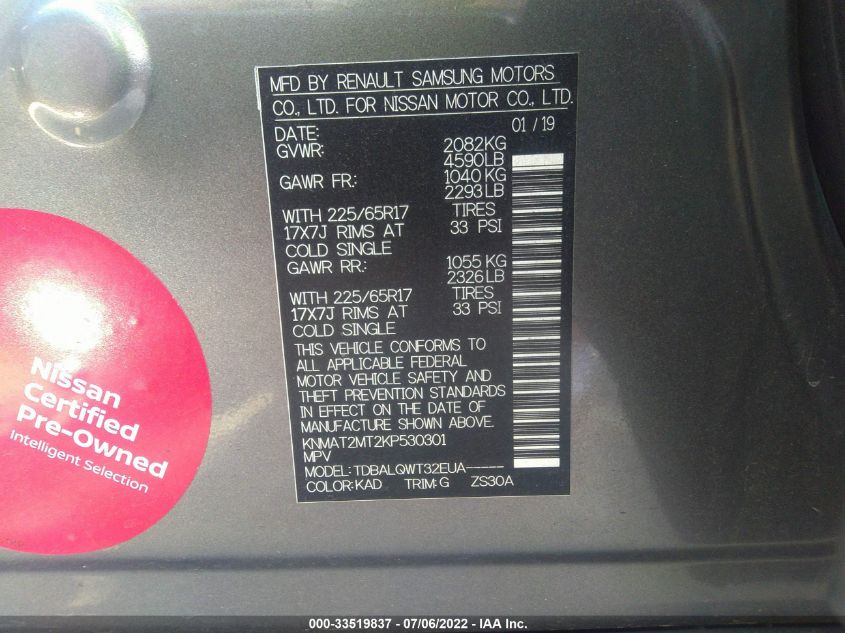 MFD BY RENAULT SAMSUNG MOTORS
CO., LTD. FOR NISSAN MOTOR CO., LTD.
DATE: 01 / 19
GVWR: 2082KG
4590LB
GAWR FR: 1040 KG
2293 LB
WITH 225/65R17 TIRES
17X7J RIMS AT 33 PSI
COLD SINGLE
GAWR RR: 1055 KG
2326 LB
WITH 225/65R17 TIRES
17X7J RIMS AT 33 PSI
COLD SINGLE
THIS VEHICLE CONFORMS TO
ALL APPLICABLE FEDERAL
MOTOR VEHICLE SAFETY AND
THEFT PREVENTION STANDARDS
IN EFFECT ON THE DATE OF
MANUFACTURE SHOWN ABOVE.
KNMAT2MT2KP530301
MPV
MODEL: TDBALQWT32EUA-----
COLOR: KAD TRIM: G ZS30A
Nissan
Certified
Pre-Owned
Intelligent Selection
000-33519837 - 07/06/2022 - IAA Inc.